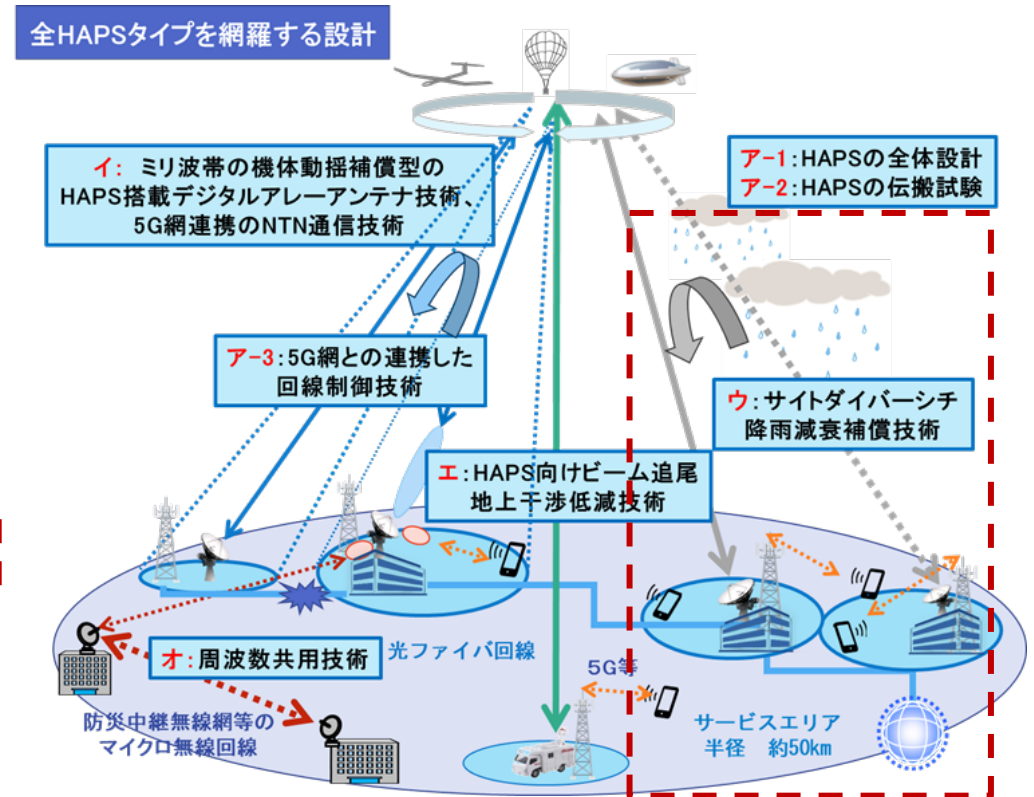 全HAPSタイプを網羅する設計
イ: ミリ波帯の機体動揺補償型の
HAPS搭載デジタルアレーアンテナ技術、
5G網連携のNTN通信技術
ア-1:HAPSの全体設計
ア-2:HAPSの伝搬試験
ア-3:5G網との連携した
回線制御技術
ウ:サイトダイバーシチ
降雨減衰補償技術
エ:HAPS向けビーム追尾
地上干渉低減技術
オ:周波数共用技術
光ファイバ回線
5G等
防災中継無線網等の
マイクロ無線回線
サービスエリア
半径 約50km